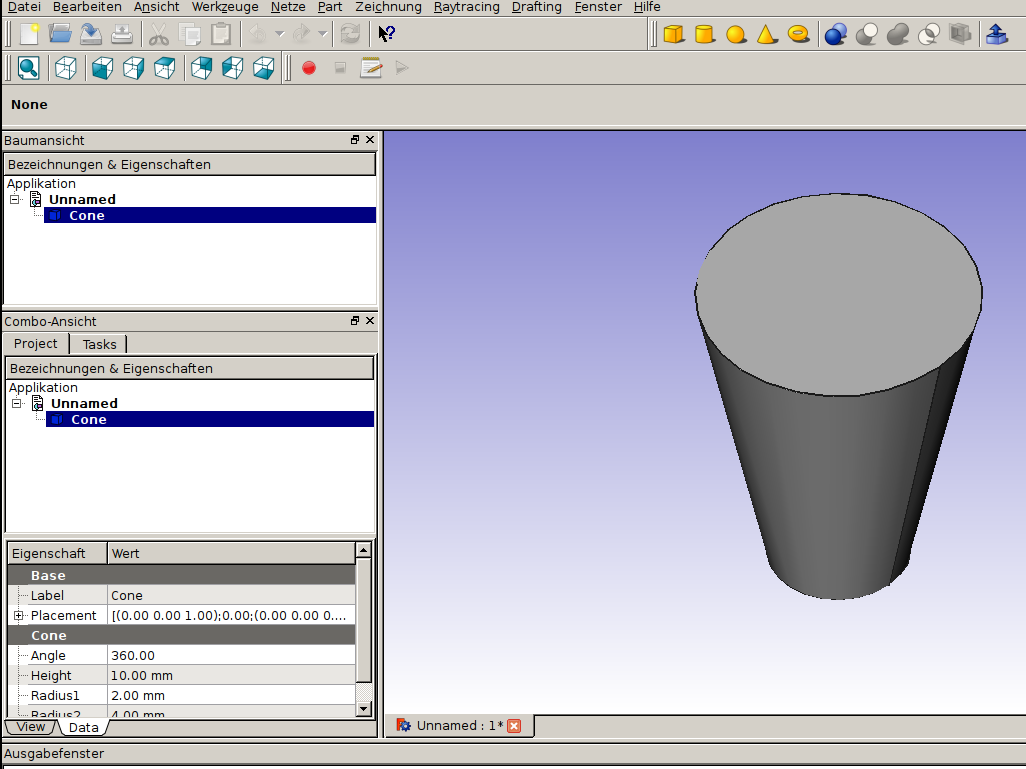 Datei Bearbeiten Ansicht Werkzeuge Netze Part Zeichnung Raytracing Drafting Fenster Hilfe
None
Baumansicht
Bezeichnungen & Eigenschaften
Applikation
Unnamed
Cone
Combo-Ansicht
Project Tasks
Bezeichnungen & Eigenschaften
Applikation
Unnamed
Cone
Eigenschaft Wert
Base
Label Cone
Placement [(0.00 0.00 1.00);0.00;(0.00 0.00 0....
Cone
Angle 360.00
Height 10.00 mm
Radius1 2.00 mm
Radius2 4.00 mm
View Data
Unnamed : 1*
Ausgabefenster